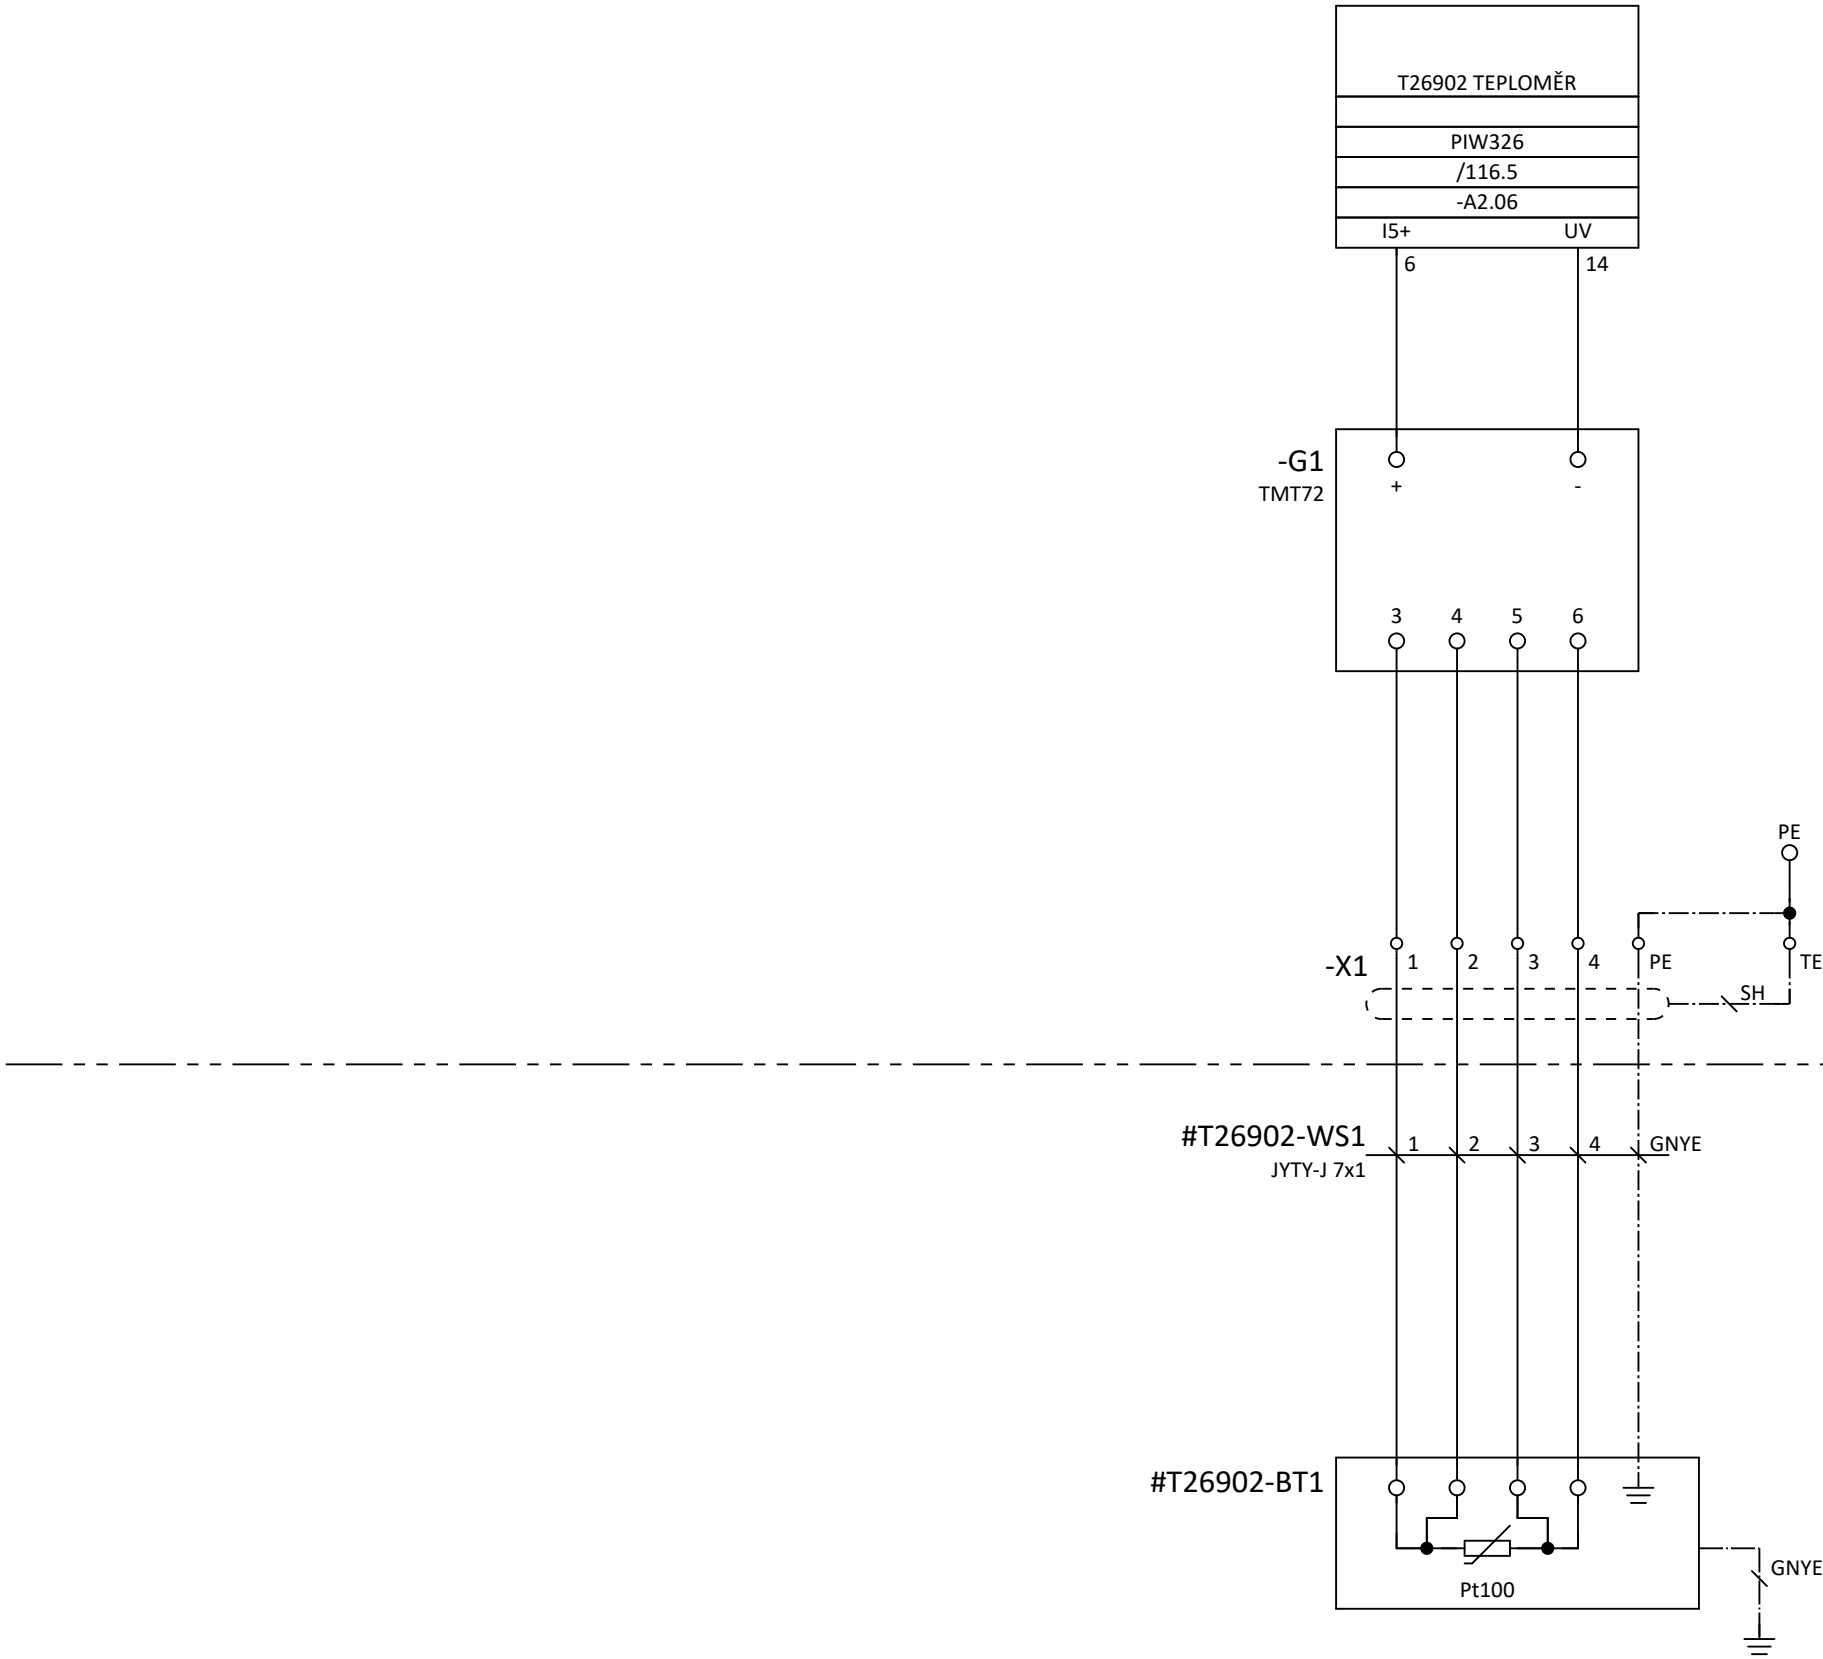 T26902 TEPLOMĚR
PIW326
/116.5
-A2.06
I5+ UV
6 14
-G1
TMT72
+ -
3 4 5 6
PE
-X1 1 2 3 4 PE TE
SH
#T26902-WS1 1 2 3 4 GNYE
JYTY-J 7x1
#T26902-BT1
GNYE
Pt100